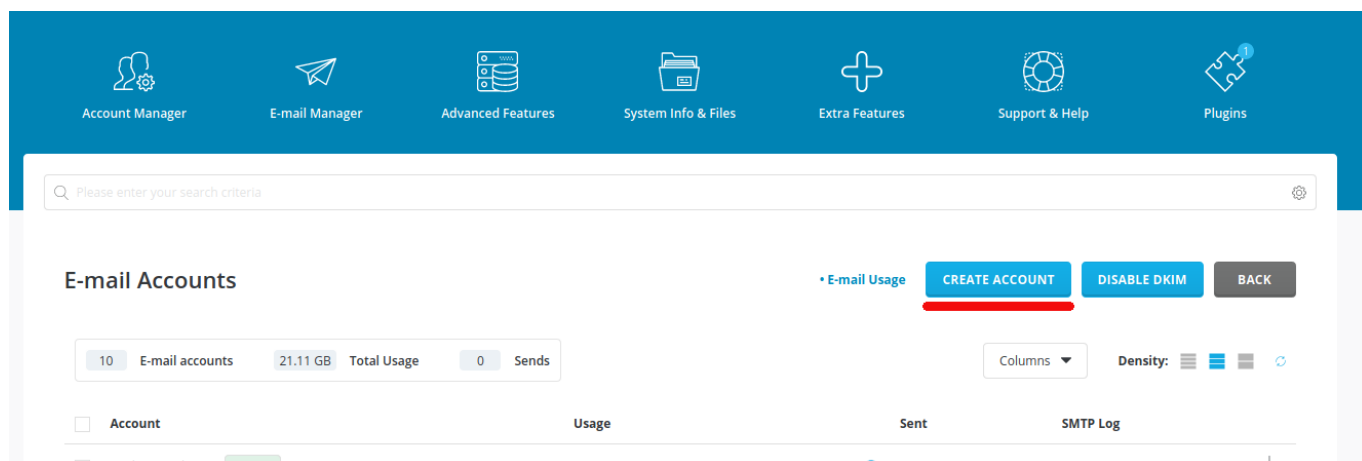 1
Account Manager E-mail Manager Advanced Features System Info & Files Extra Features Support & Help Plugins
Please enter your search criteria
E-mail Accounts • E-mail Usage CREATE ACCOUNT DISABLE DKIM BACK
10 E-mail accounts 21.11 GB Total Usage 0 Sends Columns Density:
Account Usage Sent SMTP Log